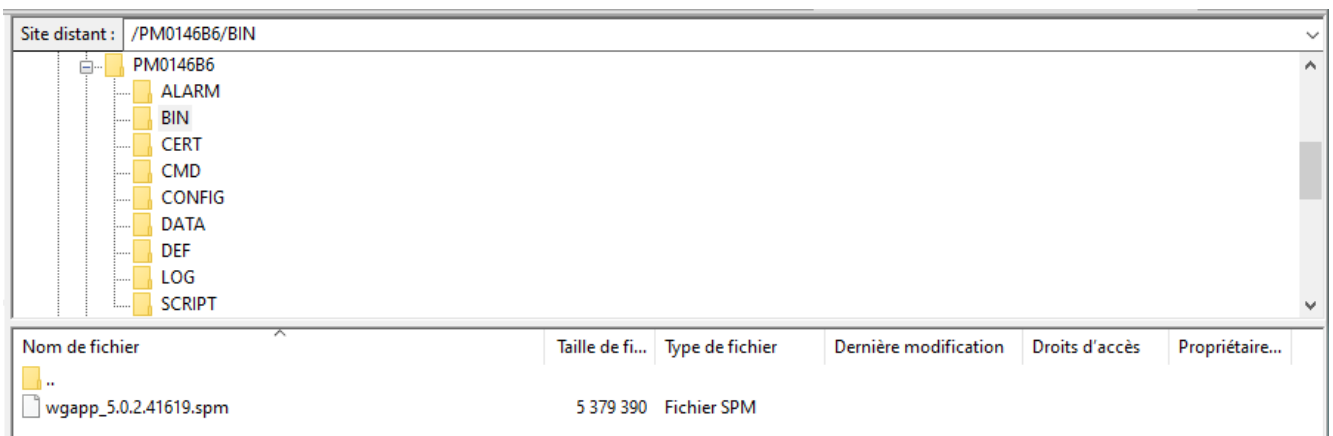 Site distant : /PM0146B6/BIN
PM0146B6
ALARM
BIN
CERT
CMD
CONFIG
DATA
DEF
LOG
SCRIPT
Nom de fichier Taille de fi... Type de fichier Dernière modification Droits d'accès Propriétaire...
..
wgapp_5.0.2.41619.spm 5 379 390 Fichier SPM